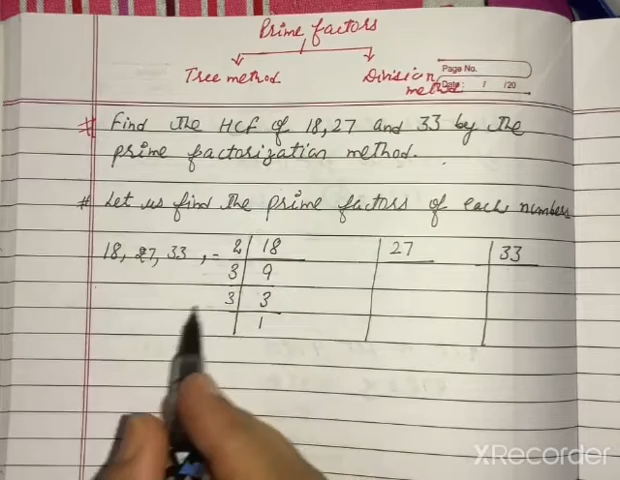 Prime factors
Tree method
Division method
Page No.
Date: / /20
# Find the HCF of 18, 27 and 33 by the
prime factorization method.
# Let us find the prime factors of each numbers
18, 27, 33, - 2 | 18 | 27 | 33
3 | 9
3 | 3
1
XRecorder